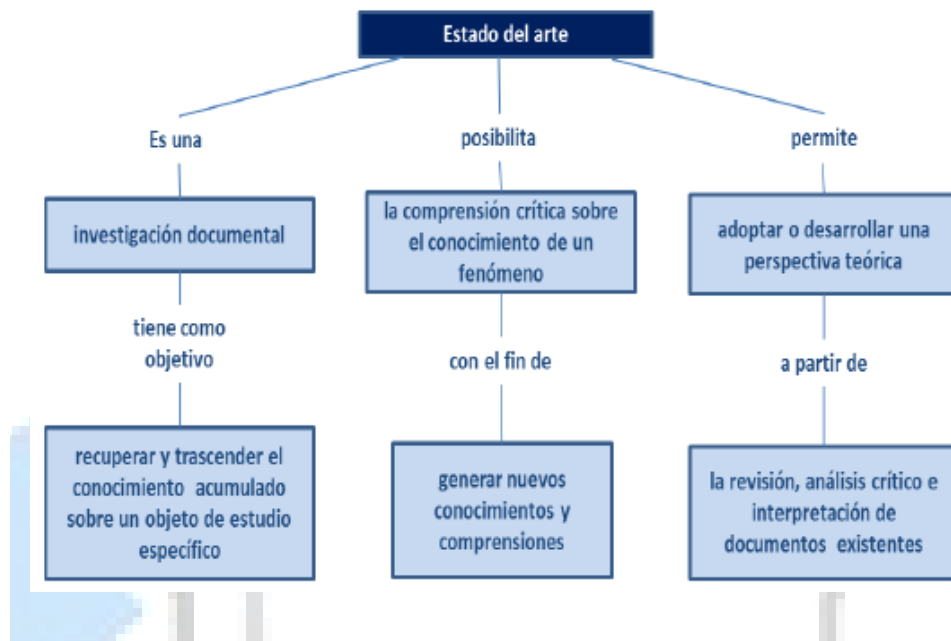 Estado del arte
Es una
posibilita
permite
investigación documental
la comprensión crítica sobre
el conocimiento de un
fenómeno
adoptar o desarrollar una
perspectiva teórica
tiene como
objetivo
con el fin de
a partir de
recuperar y trascender el
conocimiento acumulado
sobre un objeto de estudio
específico
generar nuevos
conocimientos y
comprensiones
la revisión, análisis crítico e
interpretación de
documentos existentes